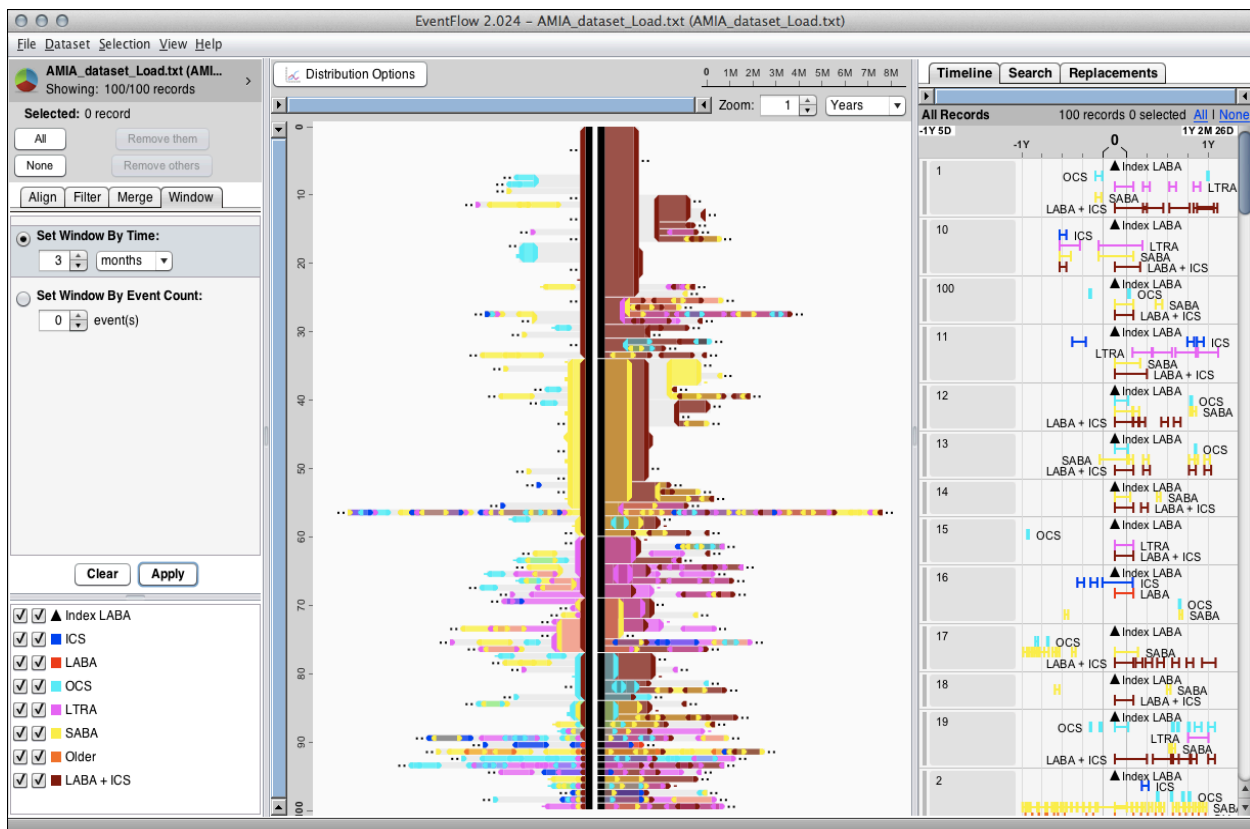 EventFlow 2.024 – AMIA_dataset_Load.txt (AMIA_dataset_Load.txt)
File Dataset Selection View Help
AMIA_dataset_Load.txt (AMI...
Showing: 100/100 records
Selected: 0 record
All Remove them
None Remove others
Align Filter Merge Window
Set Window By Time:
3 months
Set Window By Event Count:
0 event(s)
Clear Apply
Index LABA
ICS
LABA
OCS
LTRA
SABA
Older
LABA + ICS
Distribution Options
0 1M 2M 3M 4M 5M 6M 7M 8M
Zoom: 1 Years
0
10
20
30
40
50
60
70
80
90
100
Timeline Search Replacements
All Records 100 records 0 selected All | None
-1Y 5D 1Y 2M 26D
-1Y 0 1Y
1
Index LABA
OCS
LTRA
SABA
LABA + ICS
10
Index LABA
ICS
LTRA
SABA
LABA + ICS
100
Index LABA
OCS
SABA
LABA + ICS
11
Index LABA
ICS
LTRA
SABA
LABA + ICS
12
Index LABA
OCS
SABA
LABA + ICS
13
Index LABA
OCS
SABA
LABA + ICS
14
Index LABA
SABA
LABA + ICS
15
Index LABA
OCS
LTRA
LABA + ICS
16
Index LABA
ICS
LABA
OCS
SABA
17
Index LABA
OCS
SABA
LABA + ICS
18
Index LABA
SABA
LABA + ICS
19
Index LABA
OCS
LTRA
SABA
LABA + ICS
2
Index LABA
ICS
OCS
SABA